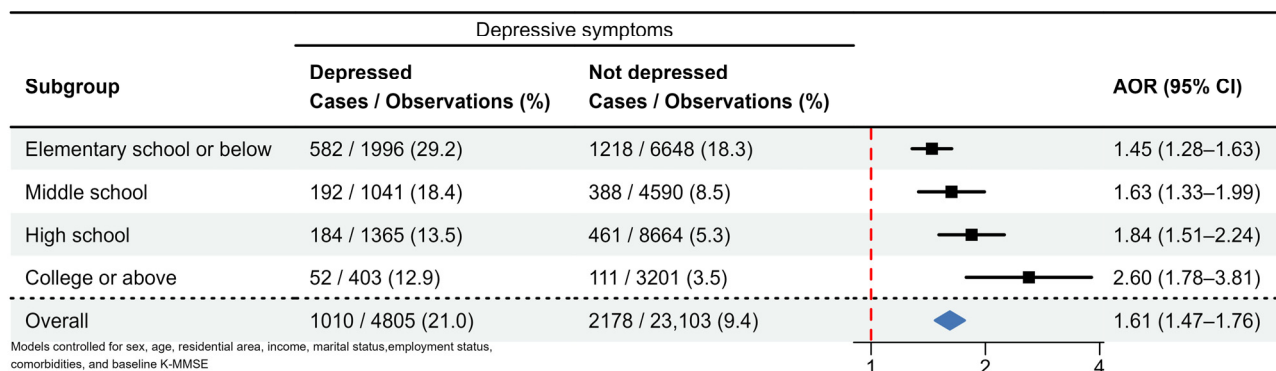 Depressive symptoms
Subgroup Depressed Cases / Observations (%) Not depressed Cases / Observations (%) AOR (95% CI)
Elementary school or below 582 / 1996 (29.2) 1218 / 6648 (18.3) 1.45 (1.28–1.63)
Middle school 192 / 1041 (18.4) 388 / 4590 (8.5) 1.63 (1.33–1.99)
High school 184 / 1365 (13.5) 461 / 8664 (5.3) 1.84 (1.51–2.24)
College or above 52 / 403 (12.9) 111 / 3201 (3.5) 2.60 (1.78–3.81)
Overall 1010 / 4805 (21.0) 2178 / 23,103 (9.4) 1.61 (1.47–1.76)
Models controlled for sex, age, residential area, income, marital status,employment status,
comorbidities, and baseline K-MMSE
1 2 4